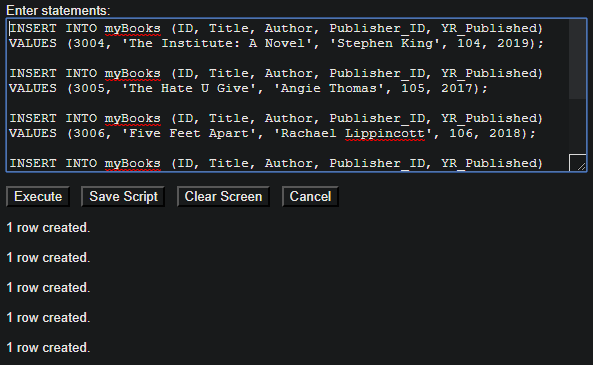 Enter statements:
INSERT INTO myBooks (ID, Title, Author, Publisher_ID, YR_Published)
VALUES (3004, 'The Institute: A Novel', 'Stephen King', 104, 2019);
INSERT INTO myBooks (ID, Title, Author, Publisher_ID, YR_Published)
VALUES (3005, 'The Hate U Give', 'Angie Thomas', 105, 2017);
INSERT INTO myBooks (ID, Title, Author, Publisher_ID, YR_Published)
VALUES (3006, 'Five Feet Apart', 'Rachael Lippincott', 106, 2018);
INSERT INTO myBooks (ID, Title, Author, Publisher_ID, YR_Published)
Execute Save Script Clear Screen Cancel
1 row created.
1 row created.
1 row created.
1 row created.
1 row created.